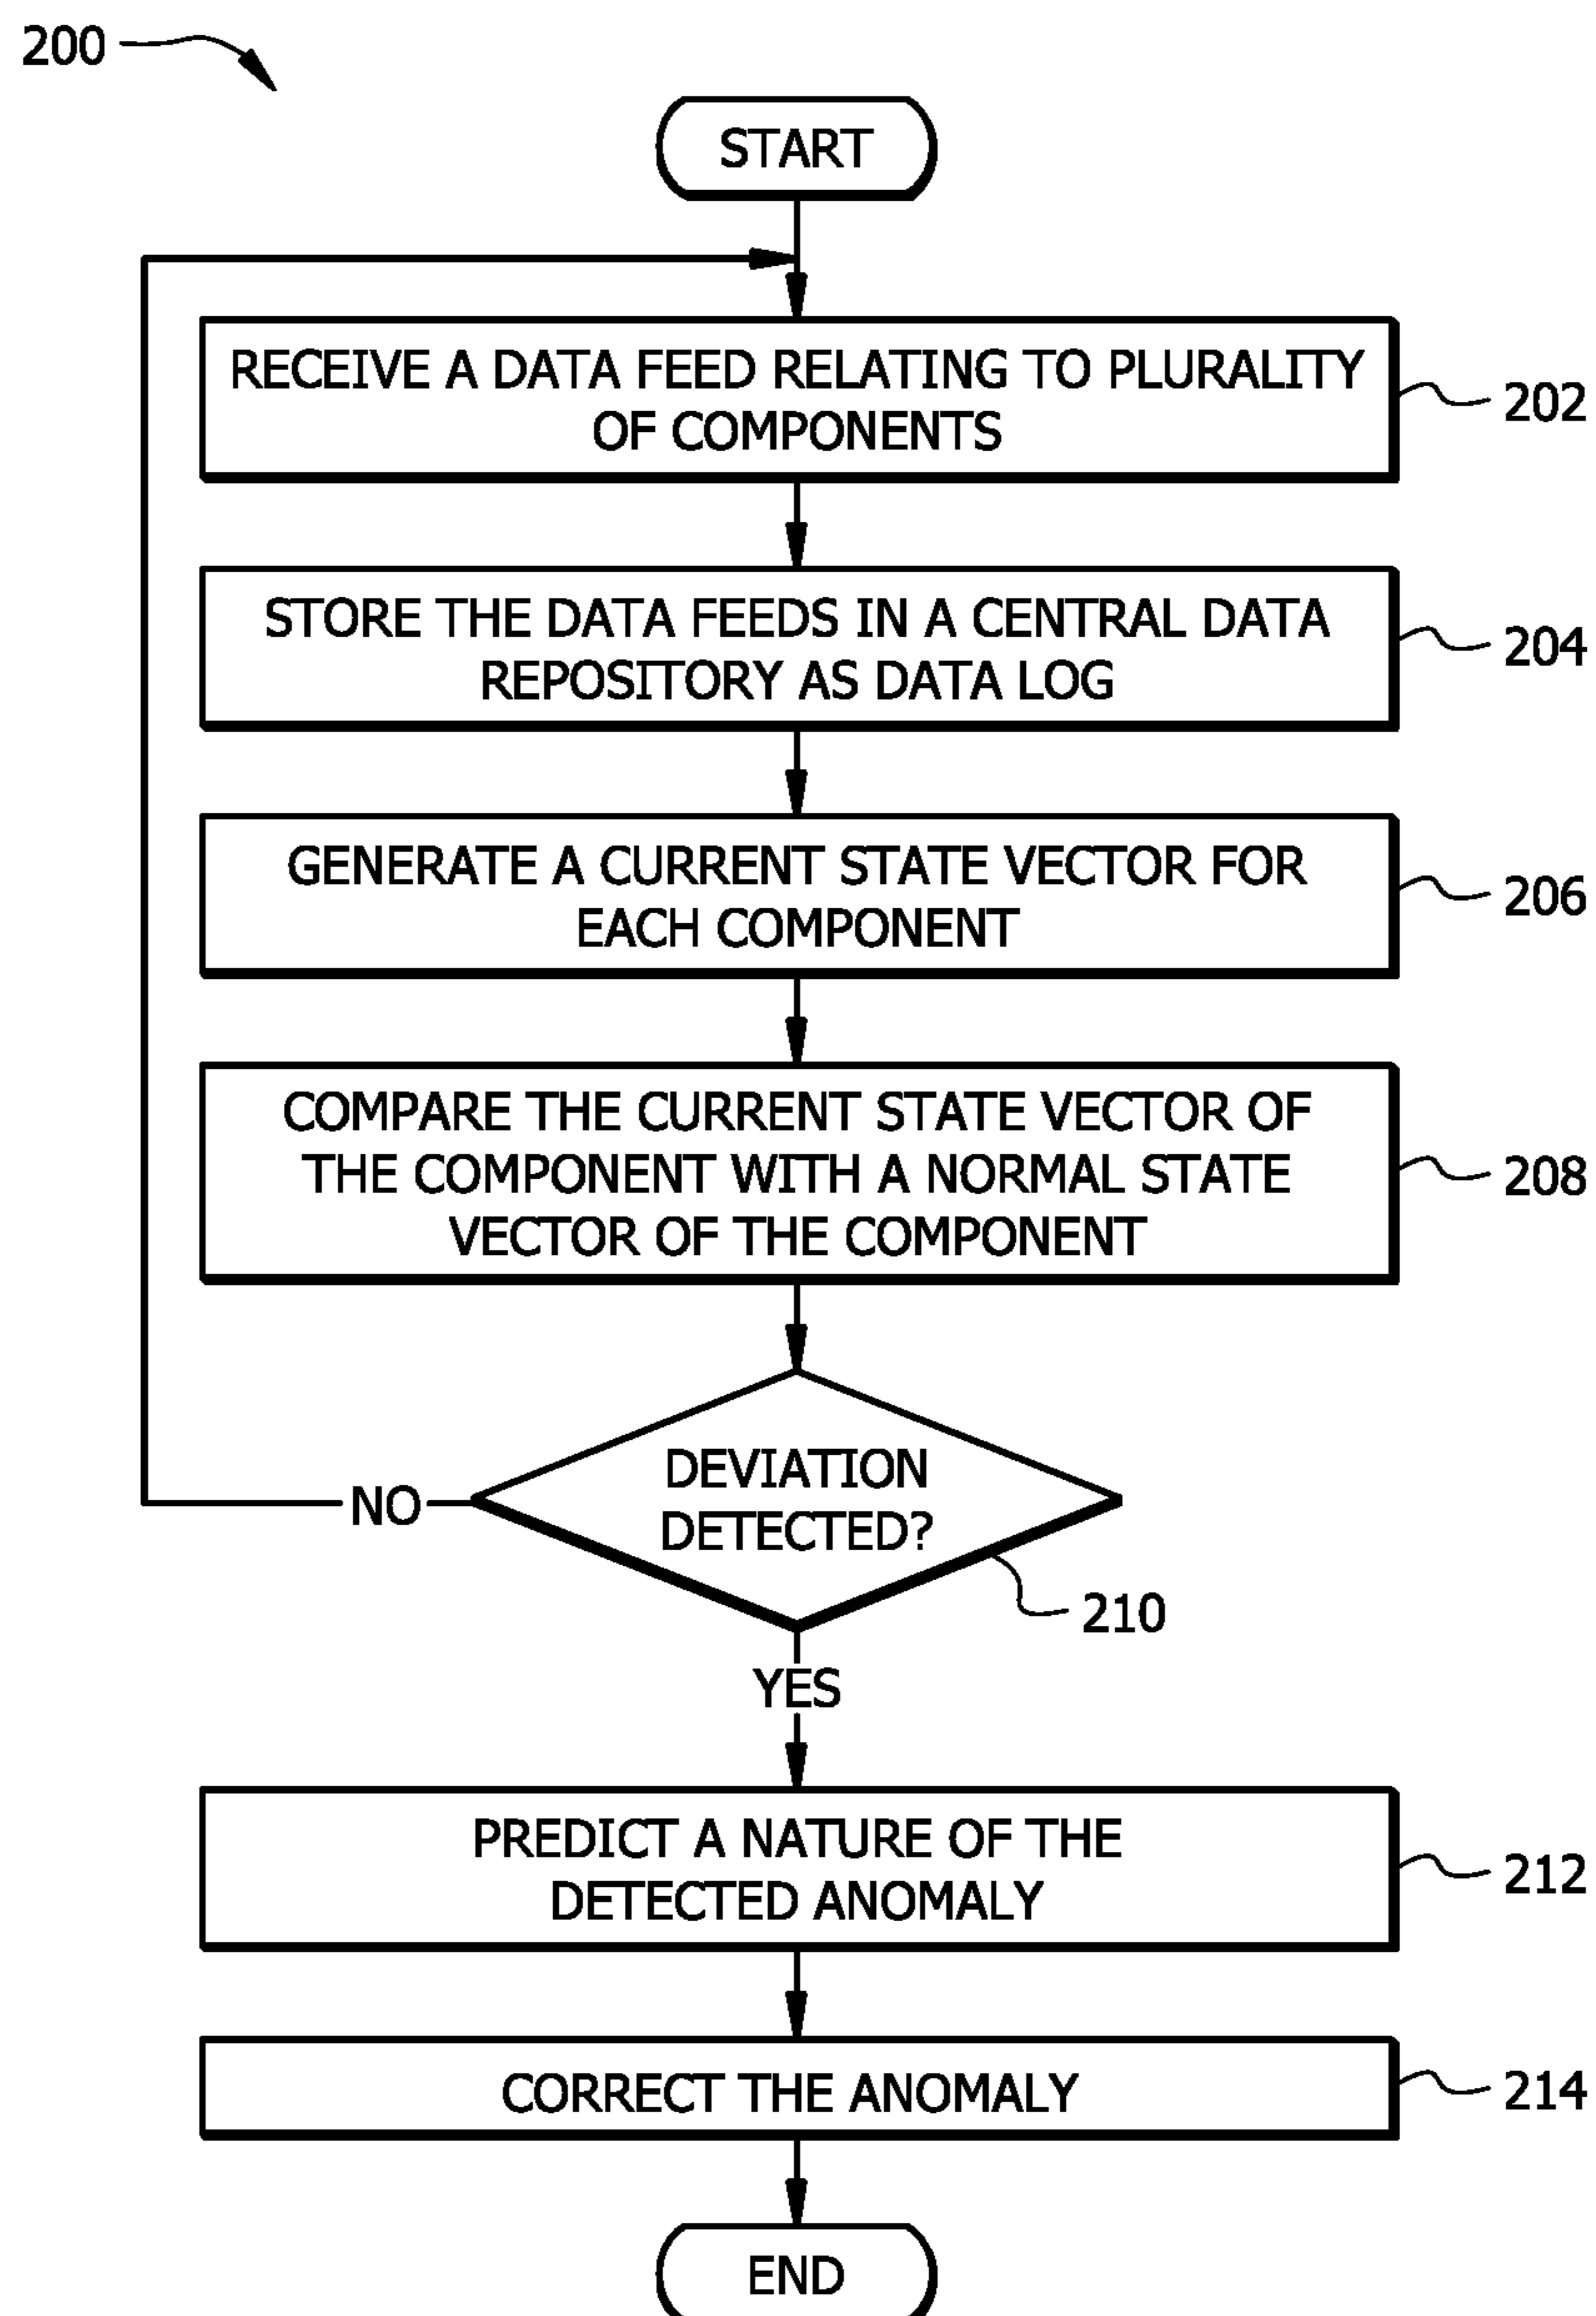 200
START
RECEIVE A DATA FEED RELATING TO PLURALITY
OF COMPONENTS
202
STORE THE DATA FEEDS IN A CENTRAL DATA
REPOSITORY AS DATA LOG
204
GENERATE A CURRENT STATE VECTOR FOR
EACH COMPONENT
206
COMPARE THE CURRENT STATE VECTOR OF
THE COMPONENT WITH A NORMAL STATE
VECTOR OF THE COMPONENT
208
DEVIATION
DETECTED?
NO
210
YES
PREDICT A NATURE OF THE
DETECTED ANOMALY
212
CORRECT THE ANOMALY
214
END